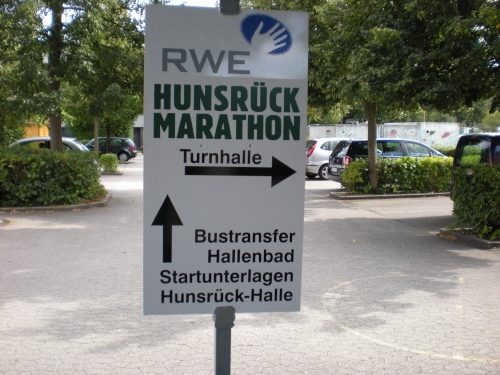 RWE
HUNSRÜCK
MARATHON
Turnhalle
Bustransfer
Hallenbad
Startunterlagen
Hunsrück-Halle